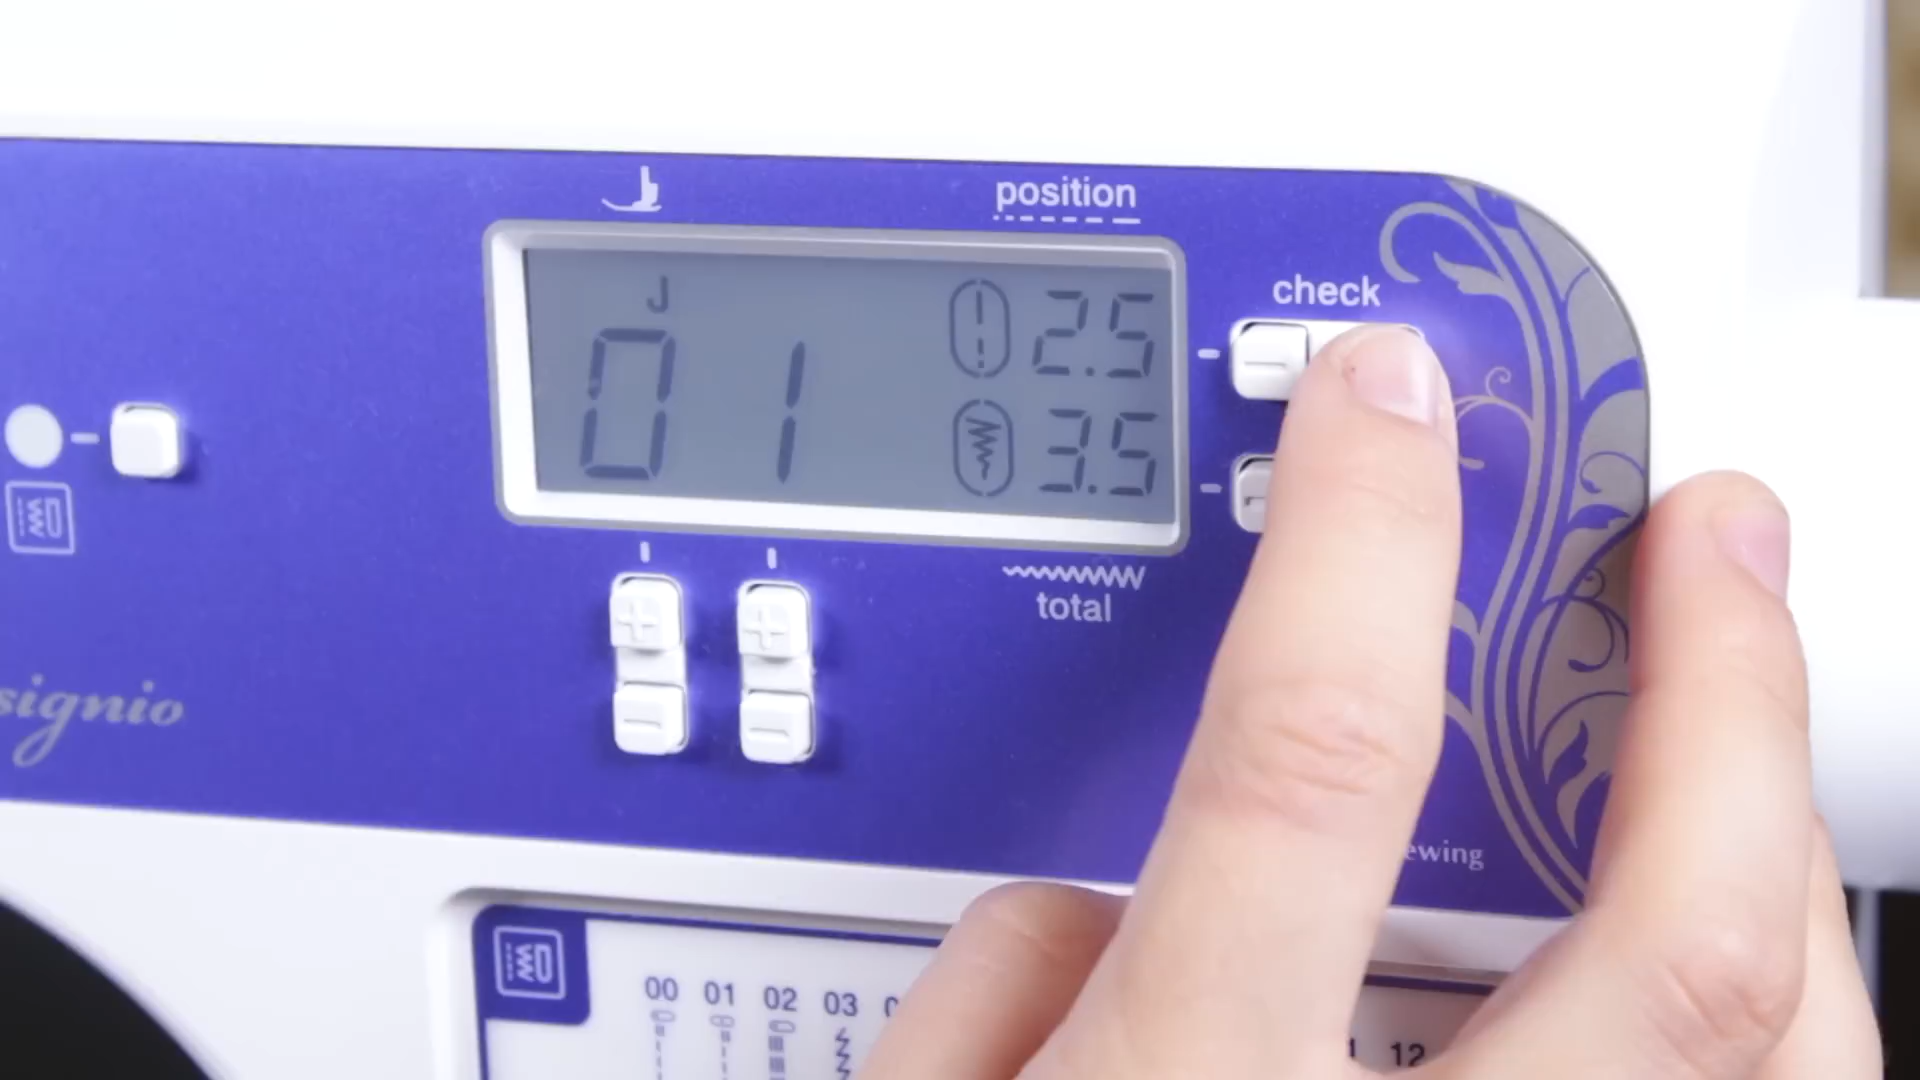 position
check
J
01
2.5
3.5
total
signio
ewing
00 01 02 03
12